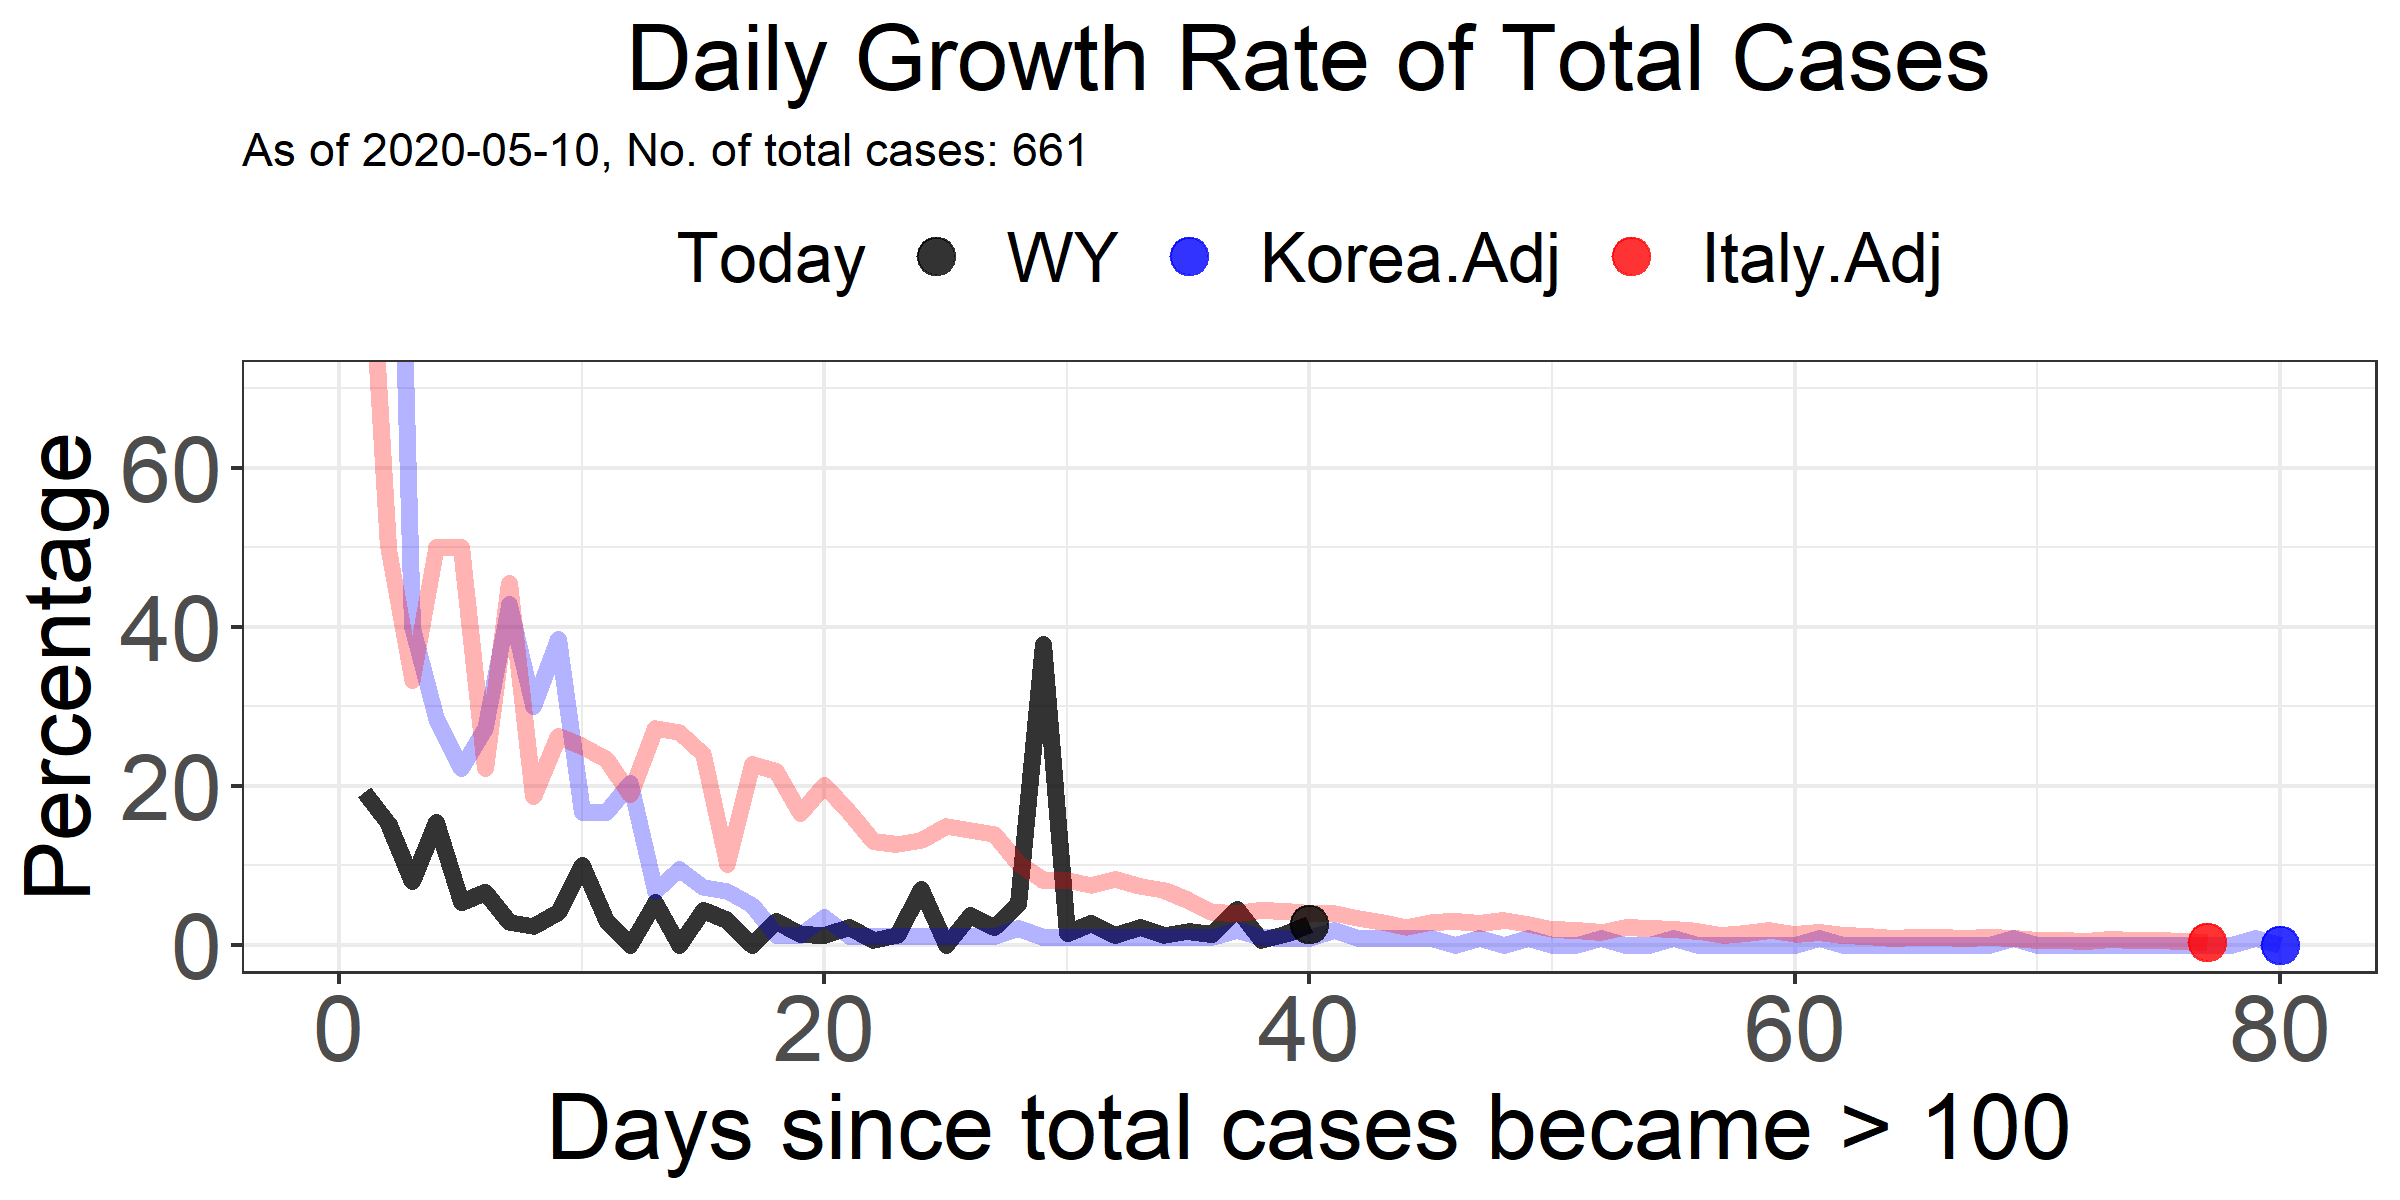 Daily Growth Rate of Total Cases
As of 2020-05-10, No. of total cases: 661
Today WY Korea.Adj Italy.Adj
Percentage
60
40
20
0
0 20 40 60 80
Days since total cases became > 100